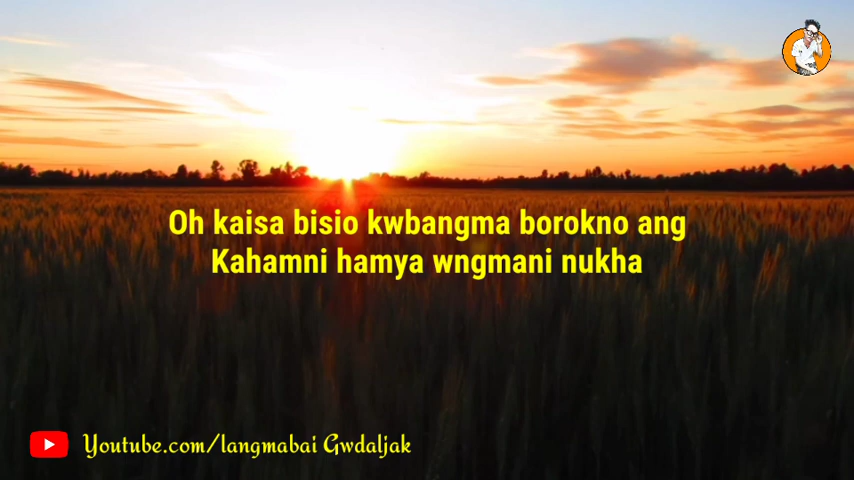 Oh kaisa bisio kwbangma borokno ang
Kahamni hamya wngmani nukha
Youtube.com/langmabai Gwdaljak